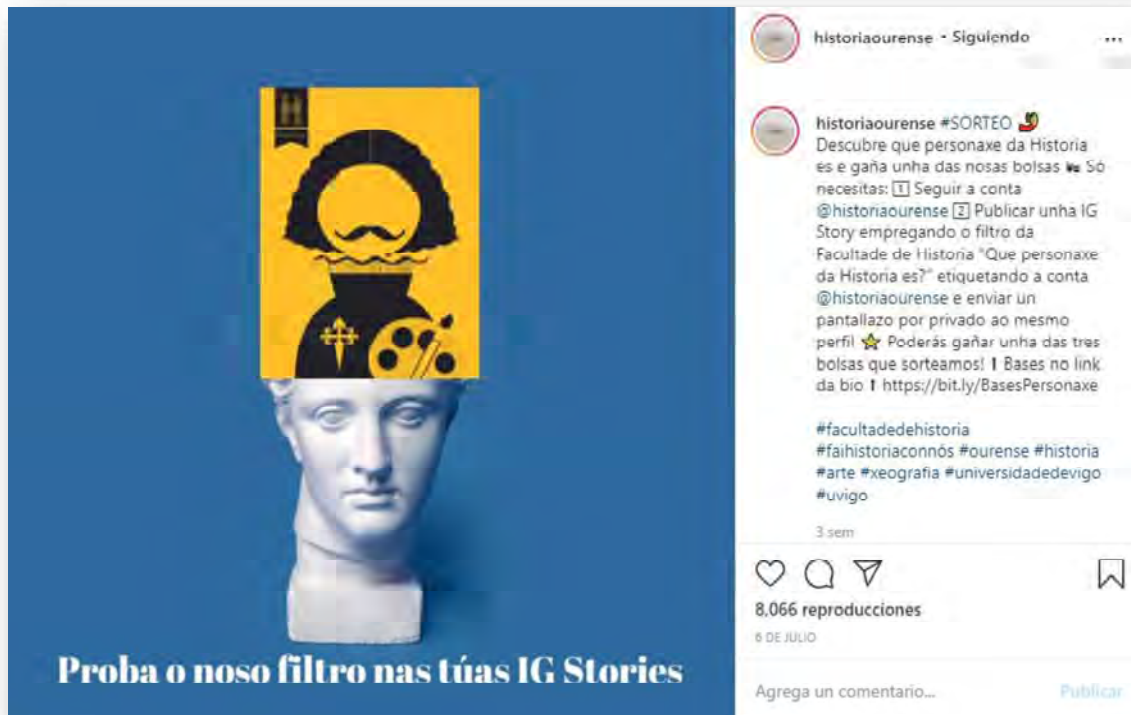 H
Proba o noso filtro nas túas IG Stories
historiaourense • Siguiendo
historiaourense #SORTEO
Descubre que personaxe da Historia
es e gaña unha das nosas bolsas Só
necesitas: 1 Seguir a conta
@historiaourense 2 Publicar unha IG
Story empregando o filtro da
Facultade de Historia "Que personaxe
da Historia es?" etiquetando a conta
@historiaourense e enviar un
pantallazo por privado ao mesmo
perfil ⭐ Poderás gañar unha das tres
bolsas que sorteamos! ⬆ Bases no link
da bio ⬆ https://bit.ly/BasesPersonaxe
#facultadedehistoria
#faihistoriaconnós #ourense #historia
#arte #xeografia #universidadedevigo
#uvigo
3 sem
8,066 reproducciones
6 DE JULIO
Agrega un comentario...
Publicar